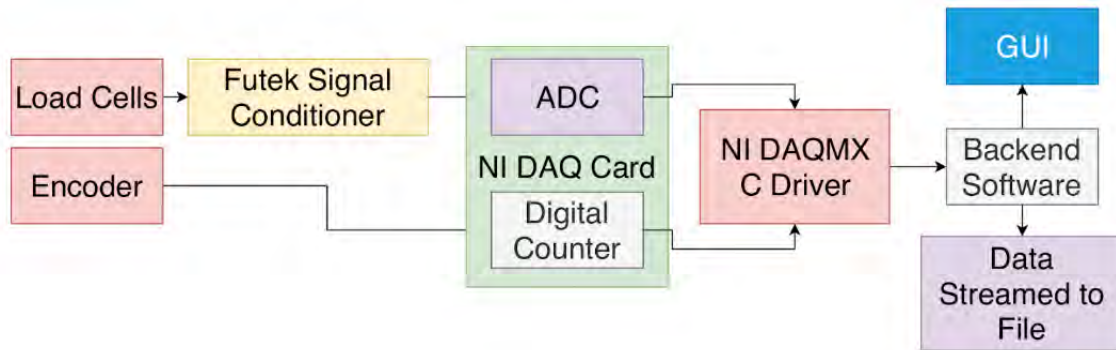 Load Cells
Futek Signal
Conditioner
Encoder
ADC
NI DAQ Card
Digital
Counter
NI DAQMX
C Driver
GUI
Backend
Software
Data
Streamed to
File